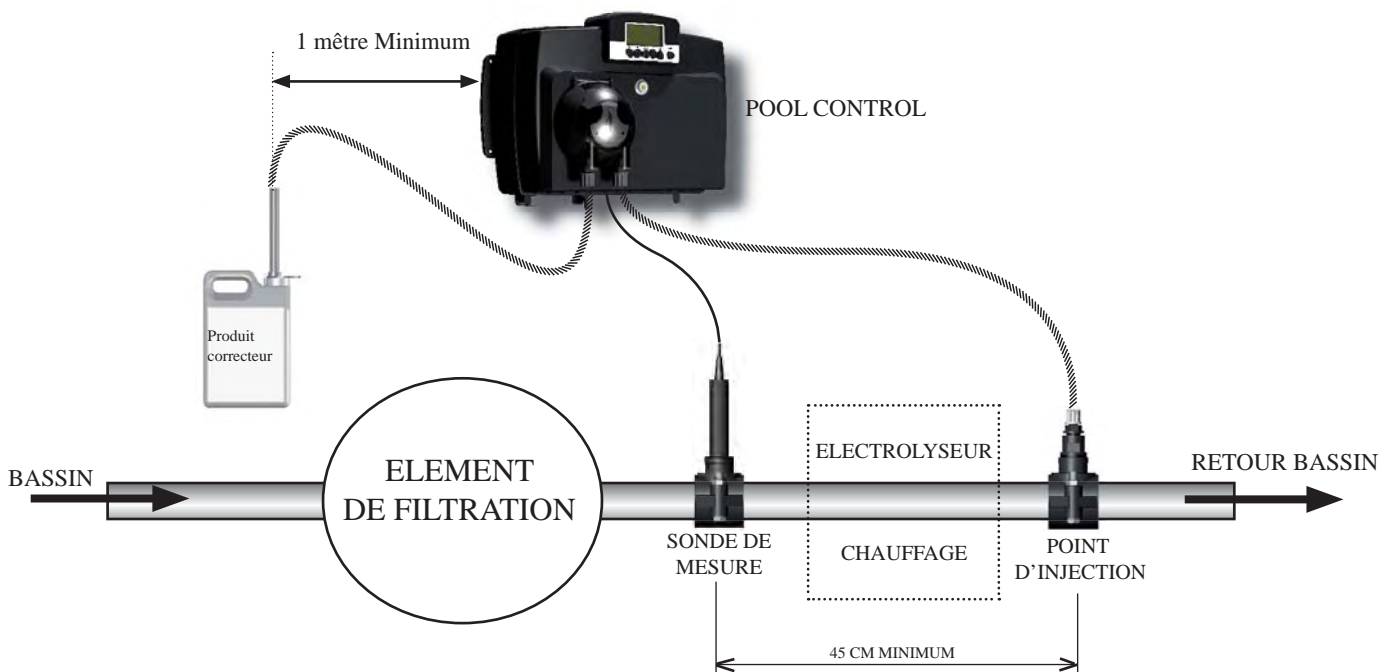 1 mêtre Minimum
POOL CONTROL
Produit
correcteur
BASSIN
ELEMENT
DE FILTRATION
ELECTROLYSEUR
CHAUFFAGE
RETOUR BASSIN
SONDE DE
MESURE
POINT
D'INJECTION
45 CM MINIMUM